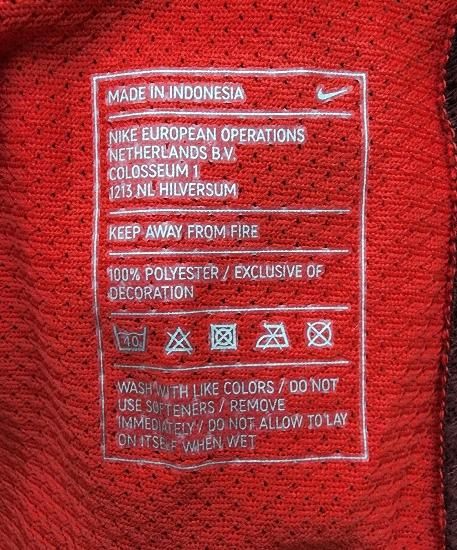 MADE IN INDONESIA
NIKE EUROPEAN OPERATIONS
NETHERLANDS B.V.
COLOSSEUM 1
1213 NL HILVERSUM
KEEP AWAY FROM FIRE
100% POLYESTER / EXCLUSIVE OF
DECORATION
40
WASH WITH LIKE COLORS / DO NOT
USE SOFTENERS / REMOVE
IMMEDIATELY / DO NOT ALLOW TO LAY
ON ITSELF WHEN WET